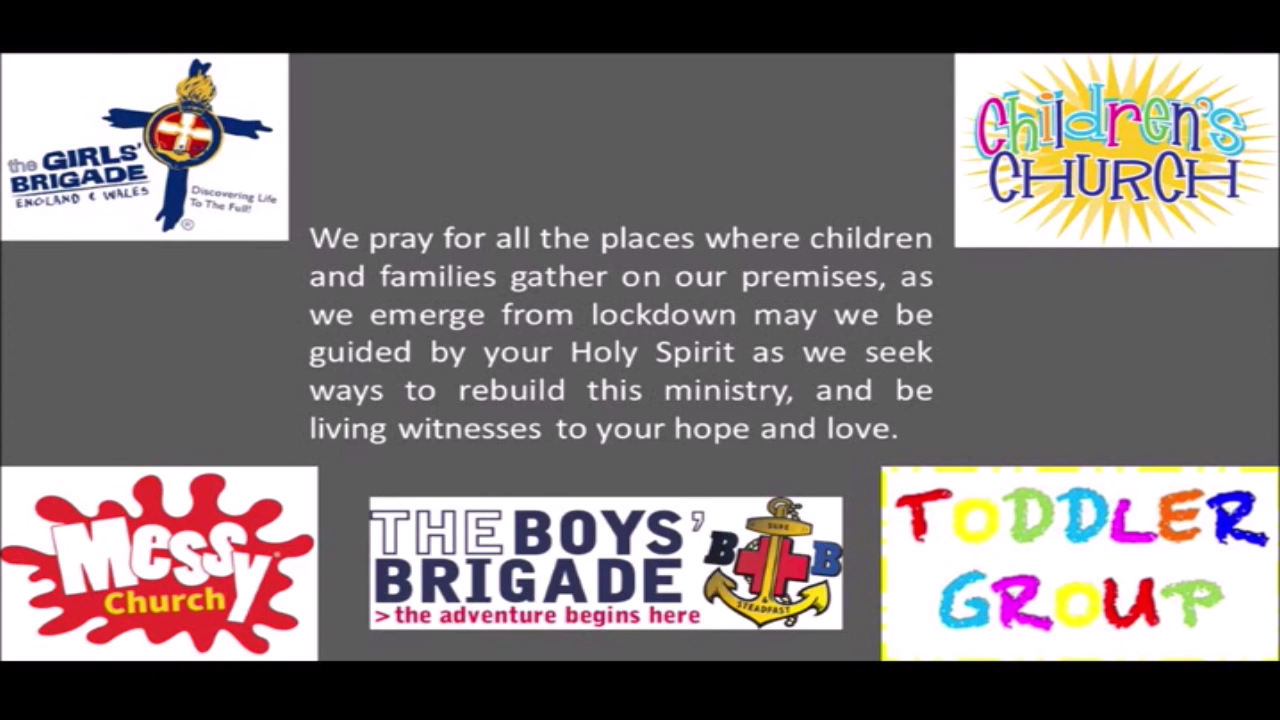 the GIRLS'
BRIGADE
ENGLAND & WALES
Discovering Life
To The Full!
®
Children's
CHURCH
We pray for all the places where children
and families gather on our premises, as
we emerge from lockdown may we be
guided by your Holy Spirit as we seek
ways to rebuild this ministry, and be
living witnesses to your hope and love.
Messy
Church
THE BOYS'
BRIGADE
>the adventure begins here
SURE
B B
& STEADFAST
TODDLER
GROUP